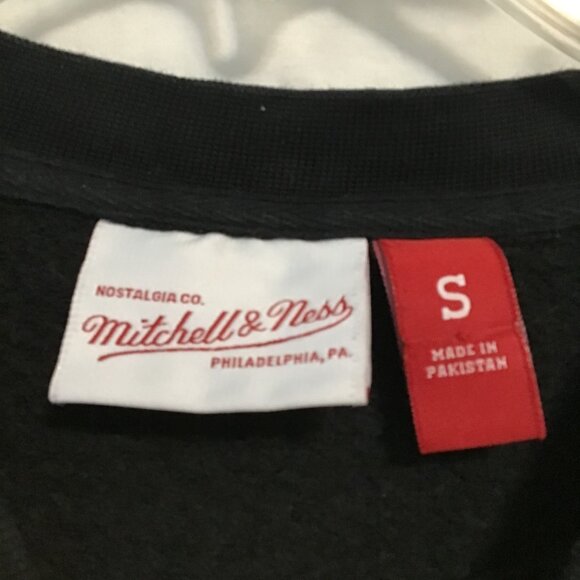 NOSTALGIA CO.
Mitchell & Ness
PHILADELPHIA, PA.
S
MADE IN
PAKISTAN